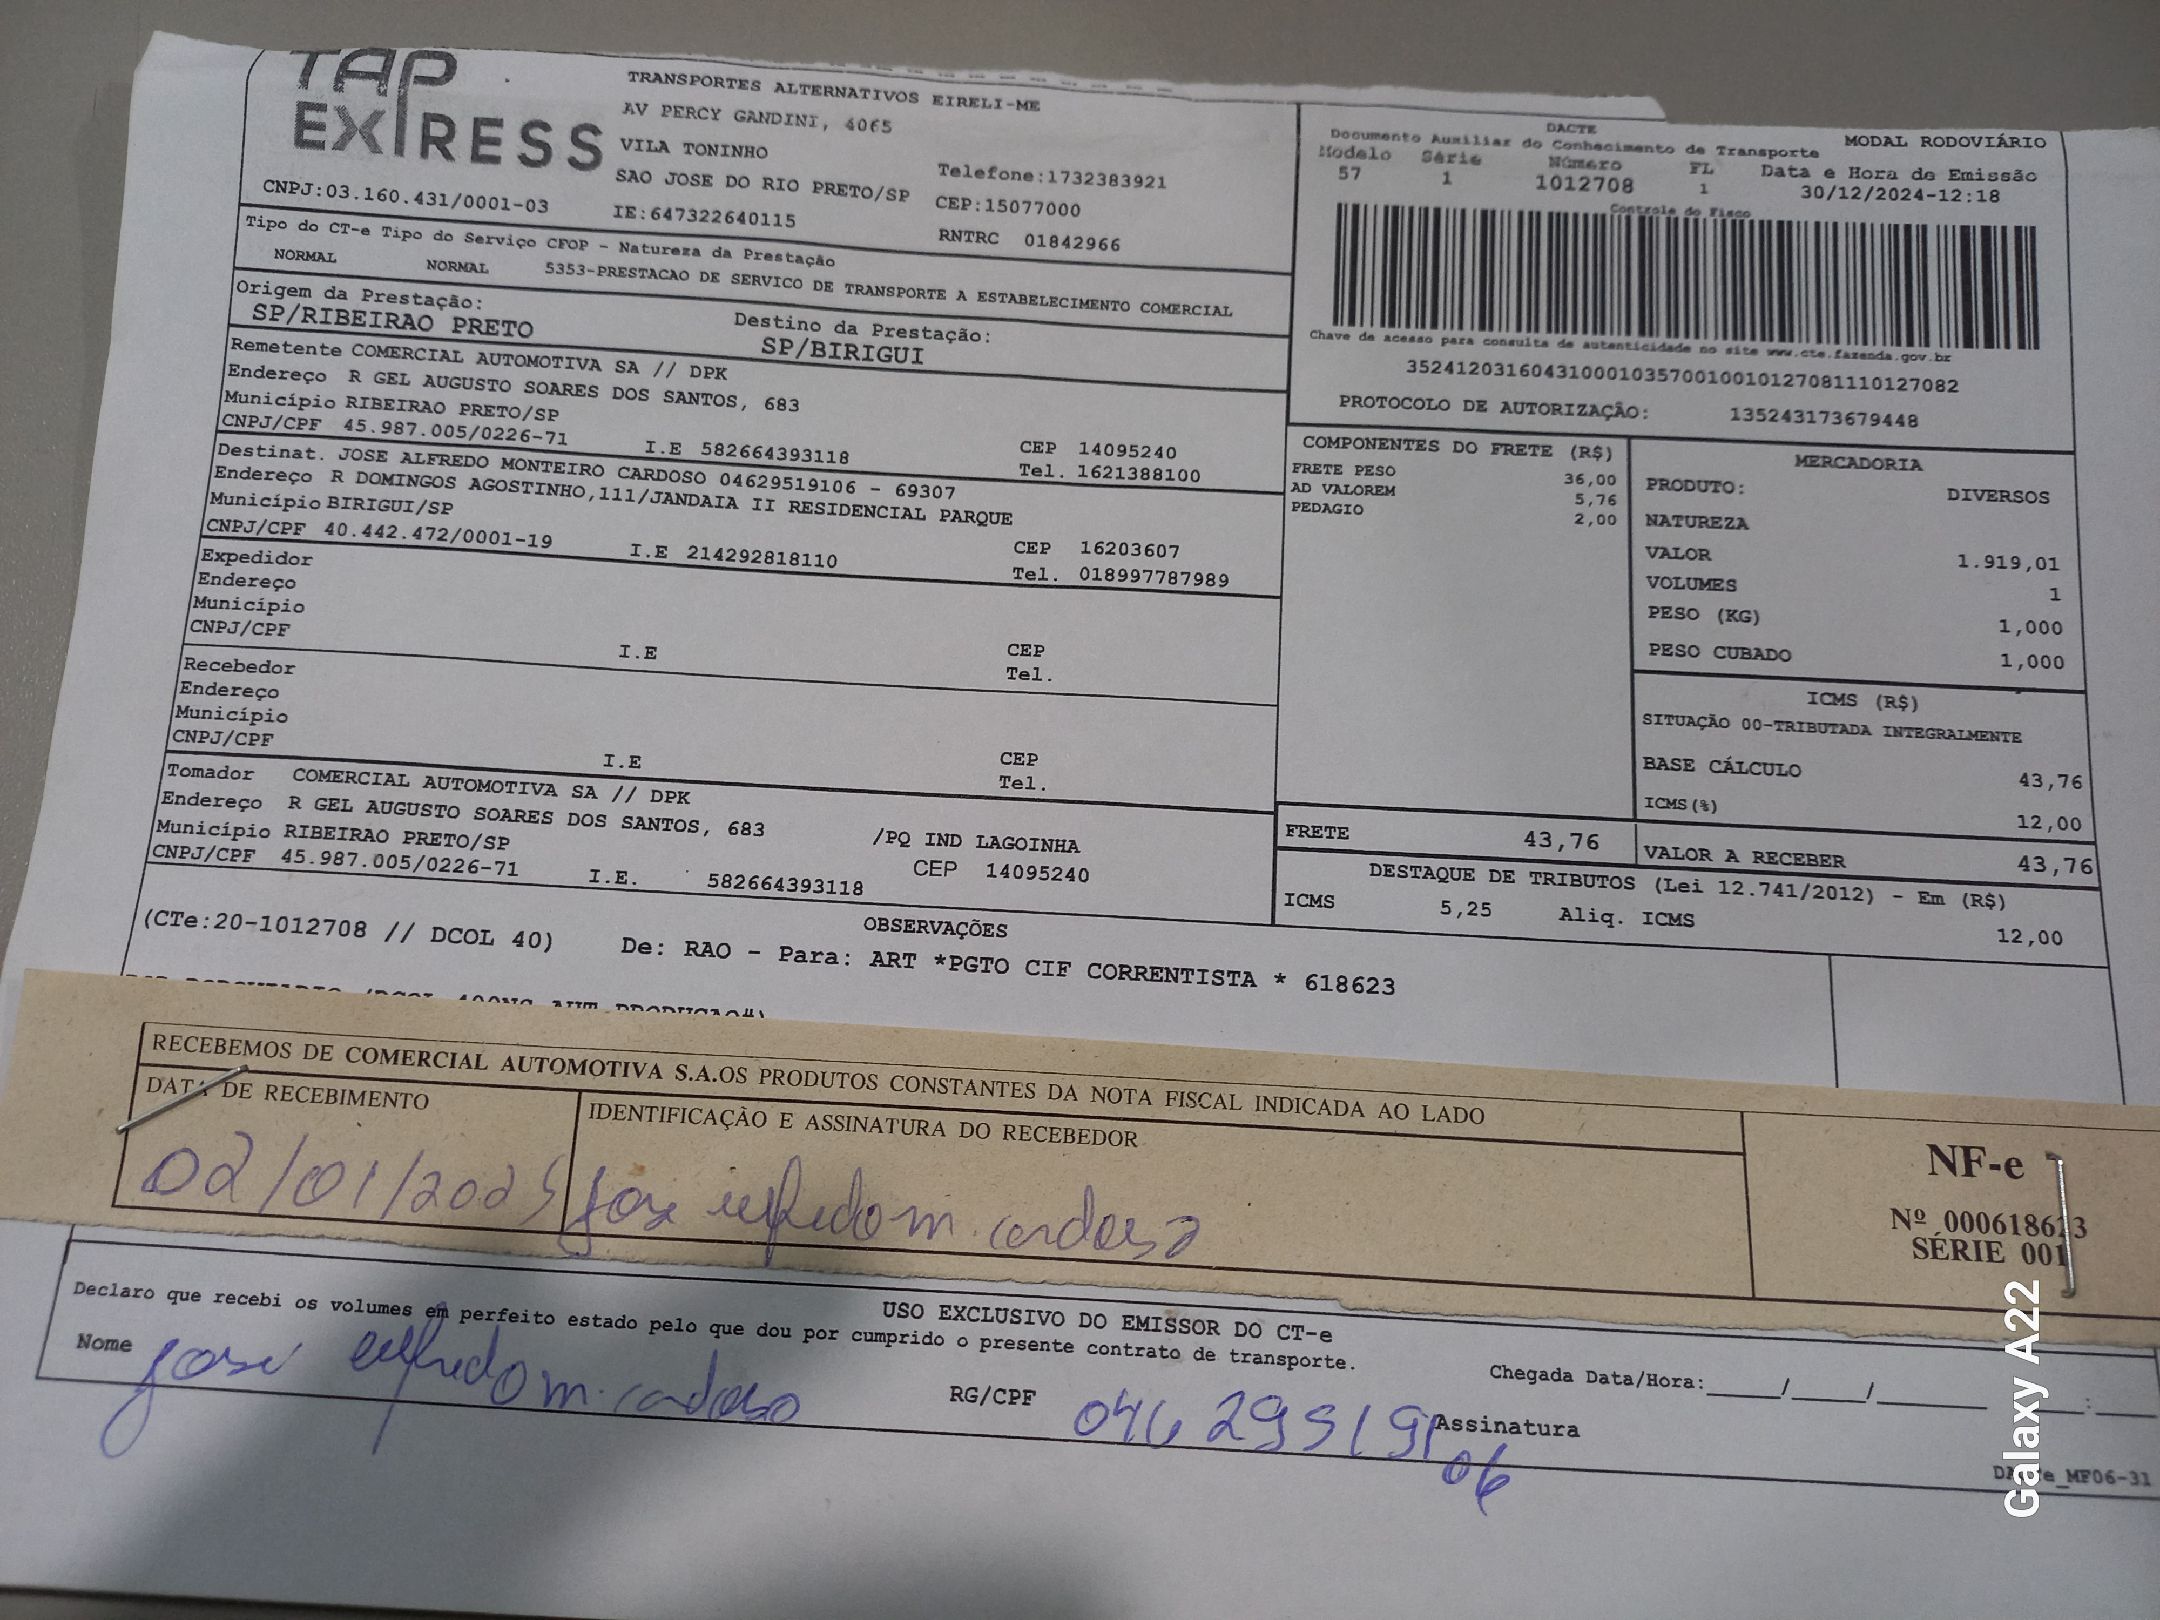 TAP EXPRESS
TRANSPORTES ALTERNATIVOS EIRELI-ME
AV PERCY GANDINI, 4065
VILA TONINHO
SAO JOSE DO RIO PRETO/SP
Telefone:1732383921
CEP:15077000
CNPJ:03.160.431/0001-03
IE:647322640115
RNTRC 01842966
DACTE
MODAL RODOVIÁRIO
Documento Auxiliar do Conhecimento de Transporte
Modelo Série Número FL Data e Hora de Emissão
57 1 1012708 1 30/12/2024-12:18
Controle do Fisco
Chave de acesso para consulta de autenticidade no site www.cte.fazenda.gov.br
35241203160431000103570010010127081110127082
PROTOCOLO DE AUTORIZAÇÃO: 135243173679448
Tipo do CT-e Tipo do Serviço CFOP - Natureza da Prestação
NORMAL NORMAL 5353-PRESTACAO DE SERVICO DE TRANSPORTE A ESTABELECIMENTO COMERCIAL
Origem da Prestação: Destino da Prestação:
SP/RIBEIRAO PRETO SP/BIRIGUI
Remetente COMERCIAL AUTOMOTIVA SA // DPK
Endereço R GEL AUGUSTO SOARES DOS SANTOS, 683
Município RIBEIRAO PRETO/SP CEP 14095240
CNPJ/CPF 45.987.005/0226-71 I.E 582664393118 Tel. 1621388100
Destinat. JOSE ALFREDO MONTEIRO CARDOSO 04629519106 - 69307
Endereço R DOMINGOS AGOSTINHO,111/JANDAIA II RESIDENCIAL PARQUE
Município BIRIGUI/SP CEP 16203607
CNPJ/CPF 40.442.472/0001-19 I.E 214292818110 Tel. 018997787989
Expedidor
Endereço
Município CEP
CNPJ/CPF I.E Tel.
Recebedor
Endereço
Município CEP
CNPJ/CPF I.E Tel.
Tomador COMERCIAL AUTOMOTIVA SA // DPK
Endereço R GEL AUGUSTO SOARES DOS SANTOS, 683 /PQ IND LAGOINHA
Município RIBEIRAO PRETO/SP CEP 14095240
CNPJ/CPF 45.987.005/0226-71 I.E. 582664393118
COMPONENTES DO FRETE (R$)
FRETE PESO 36,00
AD VALOREM 5,76
PEDAGIO 2,00
MERCADORIA
PRODUTO: DIVERSOS
NATUREZA
VALOR 1.919,01
VOLUMES 1
PESO (KG) 1,000
PESO CUBADO 1,000
ICMS (R$)
SITUAÇÃO 00-TRIBUTADA INTEGRALMENTE
BASE CÁLCULO 43,76
ICMS(%) 12,00
FRETE 43,76 VALOR A RECEBER 43,76
DESTAQUE DE TRIBUTOS (Lei 12.741/2012) - Em (R$)
ICMS 5,25 Aliq. ICMS 12,00
OBSERVAÇÕES
(CTe:20-1012708 // DCOL 40) De: RAO - Para: ART *PGTO CIF CORRENTISTA * 618623
RECEBEMOS DE COMERCIAL AUTOMOTIVA S.A.OS PRODUTOS CONSTANTES DA NOTA FISCAL INDICADA AO LADO
DATA DE RECEBIMENTO IDENTIFICAÇÃO E ASSINATURA DO RECEBEDOR
02/01/2025 Jose alfredo m. cardoso
NF-e
Nº 000618623
SÉRIE 001
USO EXCLUSIVO DO EMISSOR DO CT-e
Declaro que recebi os volumes em perfeito estado pelo que dou por cumprido o presente contrato de transporte.
Nome Jose alfredo m. cardoso RG/CPF 04629519106 Assinatura
Chegada Data/Hora:____/____/________ ____:____
Galaxy A22